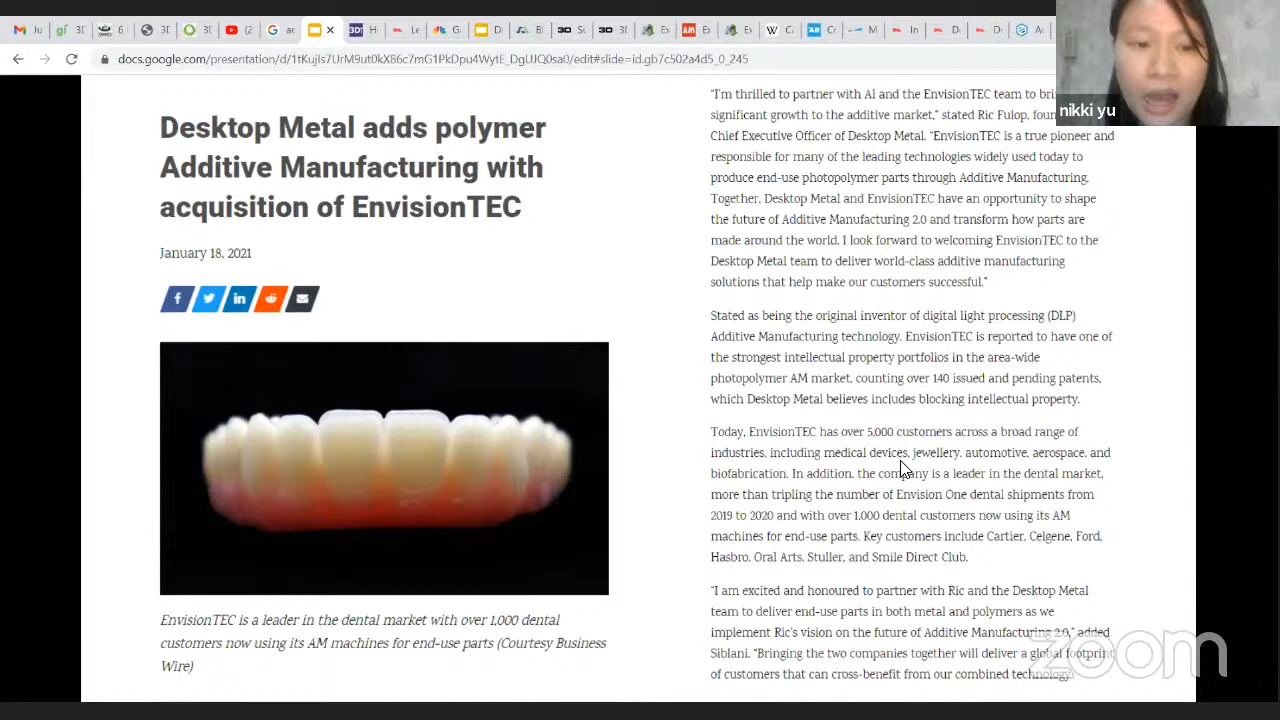 docs.google.com/presentation/d/1tKujls7UrM9ut0kX86c7mG1PkDpu4WytE_DgUJQ0sa0/edit#slide=id.gb7c502a4d5_0_245
nikki yu
Desktop Metal adds polymer
Additive Manufacturing with
acquisition of EnvisionTEC
January 18, 2021
EnvisionTEC is a leader in the dental market with over 1,000 dental
customers now using its AM machines for end-use parts (Courtesy Business
Wire)
“I’m thrilled to partner with Al and the EnvisionTEC team to
significant growth to the additive market,” stated Ric Fulop,
Chief Executive Officer of Desktop Metal. “EnvisionTEC is a true pioneer and
responsible for many of the leading technologies widely used today to
produce end-use photopolymer parts through Additive Manufacturing.
Together, Desktop Metal and EnvisionTEC have an opportunity to shape
the future of Additive Manufacturing 2.0 and transform how parts are
made around the world. I look forward to welcoming EnvisionTEC to the
Desktop Metal team to deliver world-class additive manufacturing
solutions that help make our customers successful.”
Stated as being the original inventor of digital light processing (DLP)
Additive Manufacturing technology, EnvisionTEC is reported to have one of
the strongest intellectual property portfolios in the area-wide
photopolymer AM market, counting over 140 issued and pending patents,
which Desktop Metal believes includes blocking intellectual property.
Today, EnvisionTEC has over 5,000 customers across a broad range of
industries, including medical devices, jewellery, automotive, aerospace, and
biofabrication. In addition, the company is a leader in the dental market,
more than tripling the number of Envision One dental shipments from
2019 to 2020 and with over 1,000 dental customers now using its AM
machines for end-use parts. Key customers include Cartier, Celgene, Ford,
Hasbro, Oral Arts, Stuller, and Smile Direct Club.
“I am excited and honoured to partner with Ric and the Desktop Metal
team to deliver end-use parts in both metal and polymers as we
implement Ric’s vision on the future of Additive Manufacturing 2.0,” added
Siblani. “Bringing the two companies together will deliver a global footprint
of customers that can cross-benefit from our combined technology
zoom